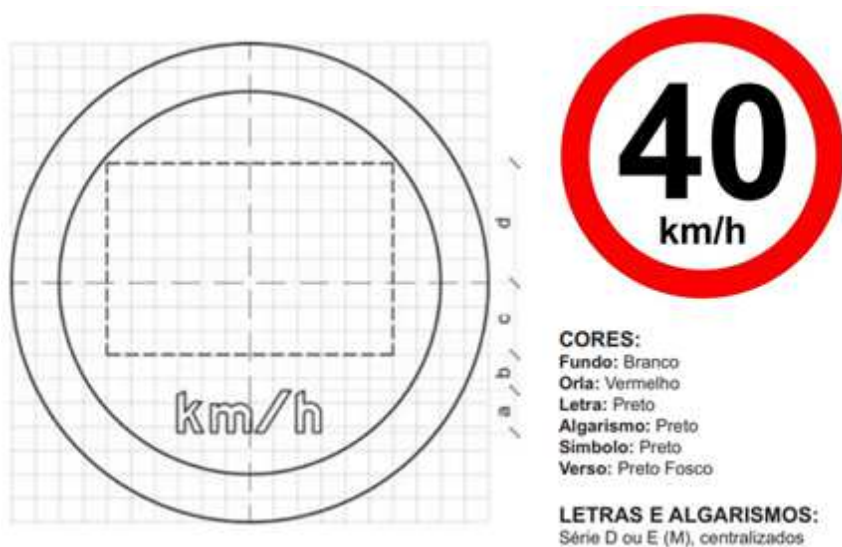 km/h
d
c
b
a
40
km/h
CORES:
Fundo: Branco
Orla: Vermelho
Letra: Preto
Algarismo: Preto
Símbolo: Preto
Verso: Preto Fosco
LETRAS E ALGARISMOS:
Série D ou E (M), centralizados